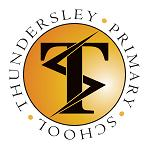 THUNDERSLEY • PRIMARY SCHOOL •
T